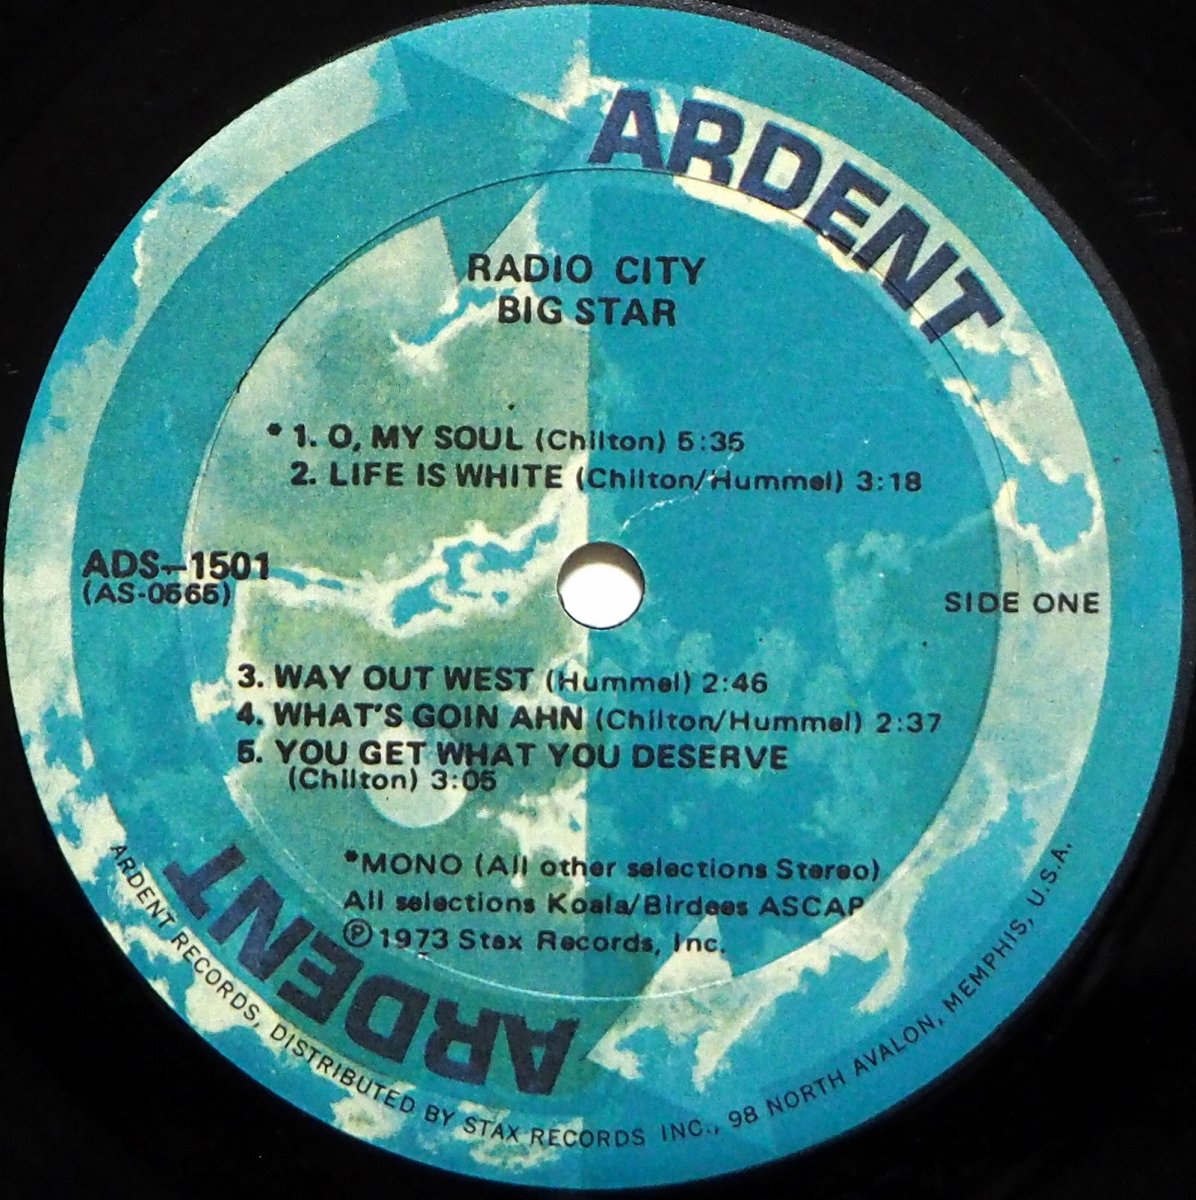 ARDENT
RADIO CITY
BIG STAR
*1. O, MY SOUL (Chilton) 5:35
2. LIFE IS WHITE (Chilton/Hummel) 3:18
ADS-1501
(AS-0565)
SIDE ONE
3. WAY OUT WEST (Hummel) 2:46
4. WHAT'S GOIN AHN (Chilton/Hummel) 2:37
5. YOU GET WHAT YOU DESERVE
(Chilton) 3:05
*MONO (All other selections Stereo)
All selections Koala/Birdees ASCAP
℗1973 Stax Records, Inc.
ARDENT
ARDENT RECORDS, DISTRIBUTED BY STAX RECORDS INC., 98 NORTH AVALON, MEMPHIS, U.S.A.